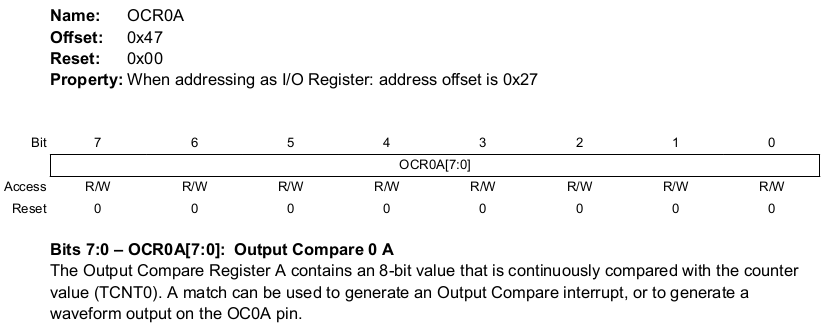 Name: OCR0A
Offset: 0x47
Reset: 0x00
Property: When addressing as I/O Register: address offset is 0x27
Bit 7 6 5 4 3 2 1 0
OCR0A[7:0]
Access R/W R/W R/W R/W R/W R/W R/W R/W
Reset 0 0 0 0 0 0 0 0
Bits 7:0 – OCR0A[7:0]: Output Compare 0 A
The Output Compare Register A contains an 8-bit value that is continuously compared with the counter
value (TCNT0). A match can be used to generate an Output Compare interrupt, or to generate a
waveform output on the OC0A pin.